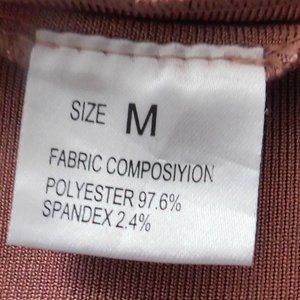 SIZE M
FABRIC COMPOSIYION
POLYESTER 97.6%
SPANDEX 2.4%